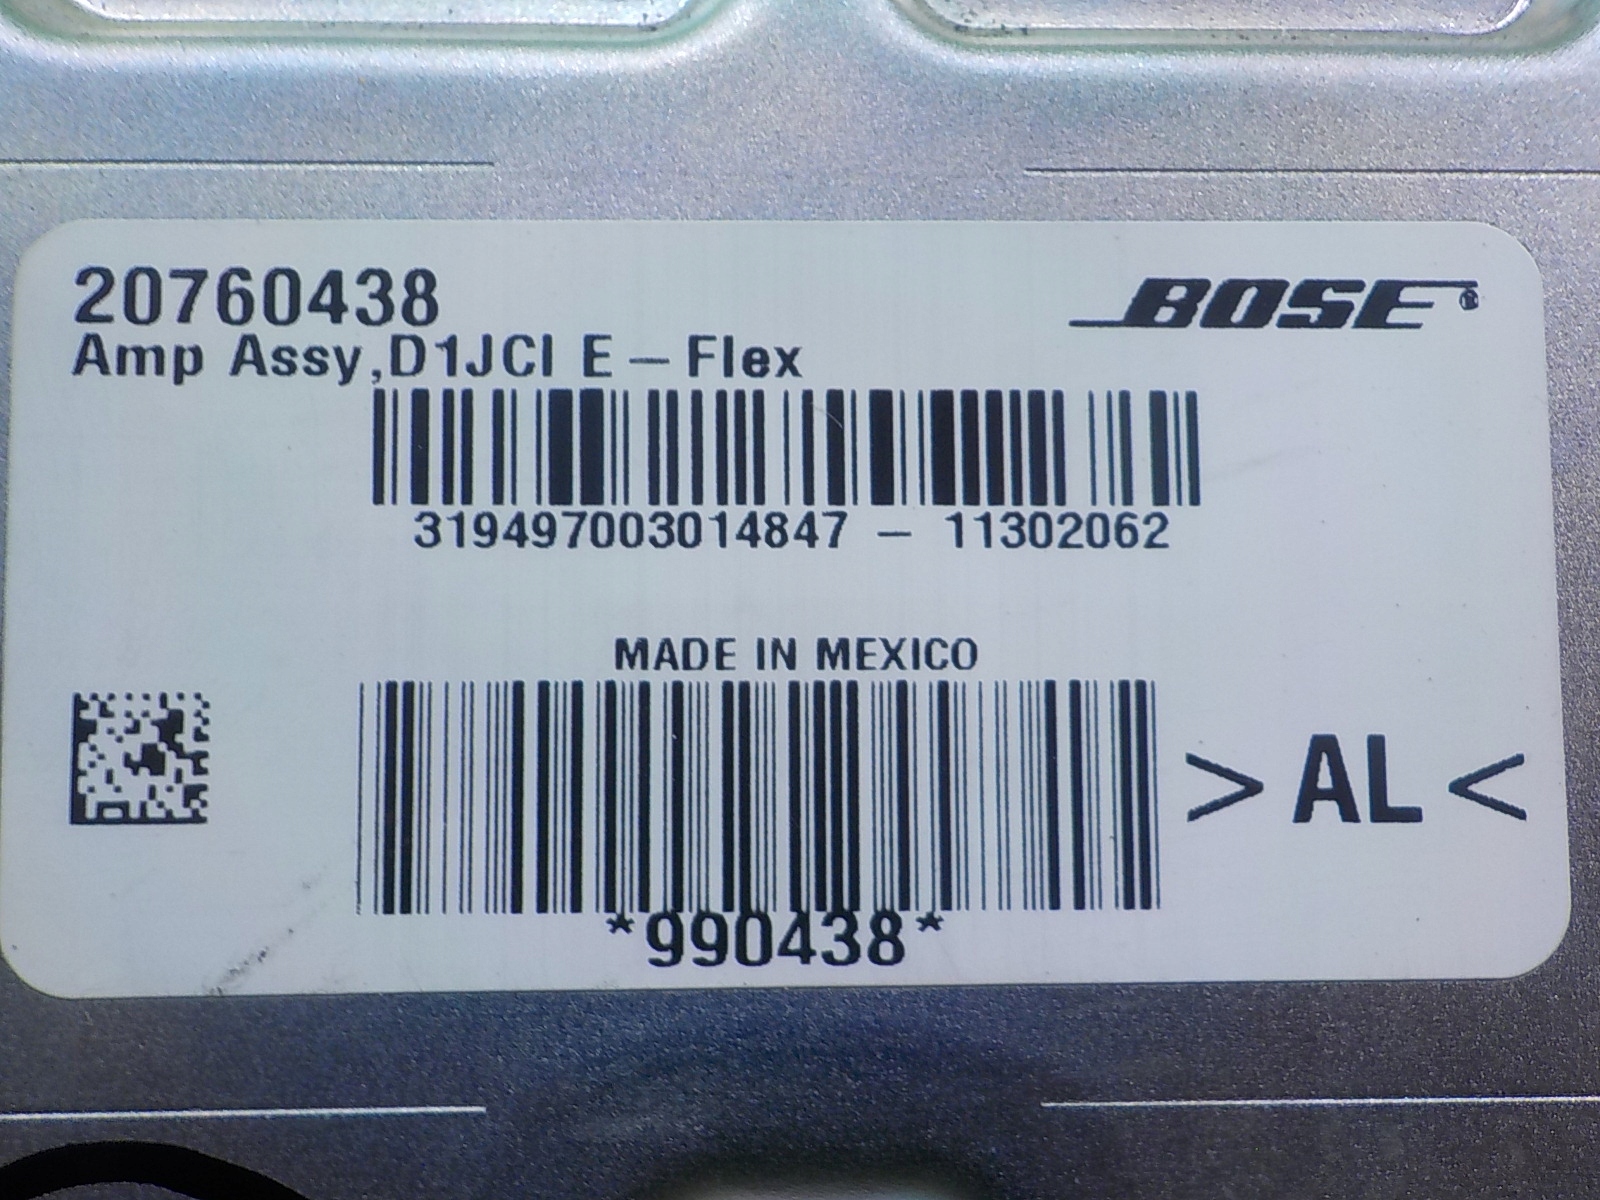 20760438
BOSE®
Amp Assy,D1JCI E-Flex
319497003014847 - 11302062
MADE IN MEXICO
> AL <
*990438*